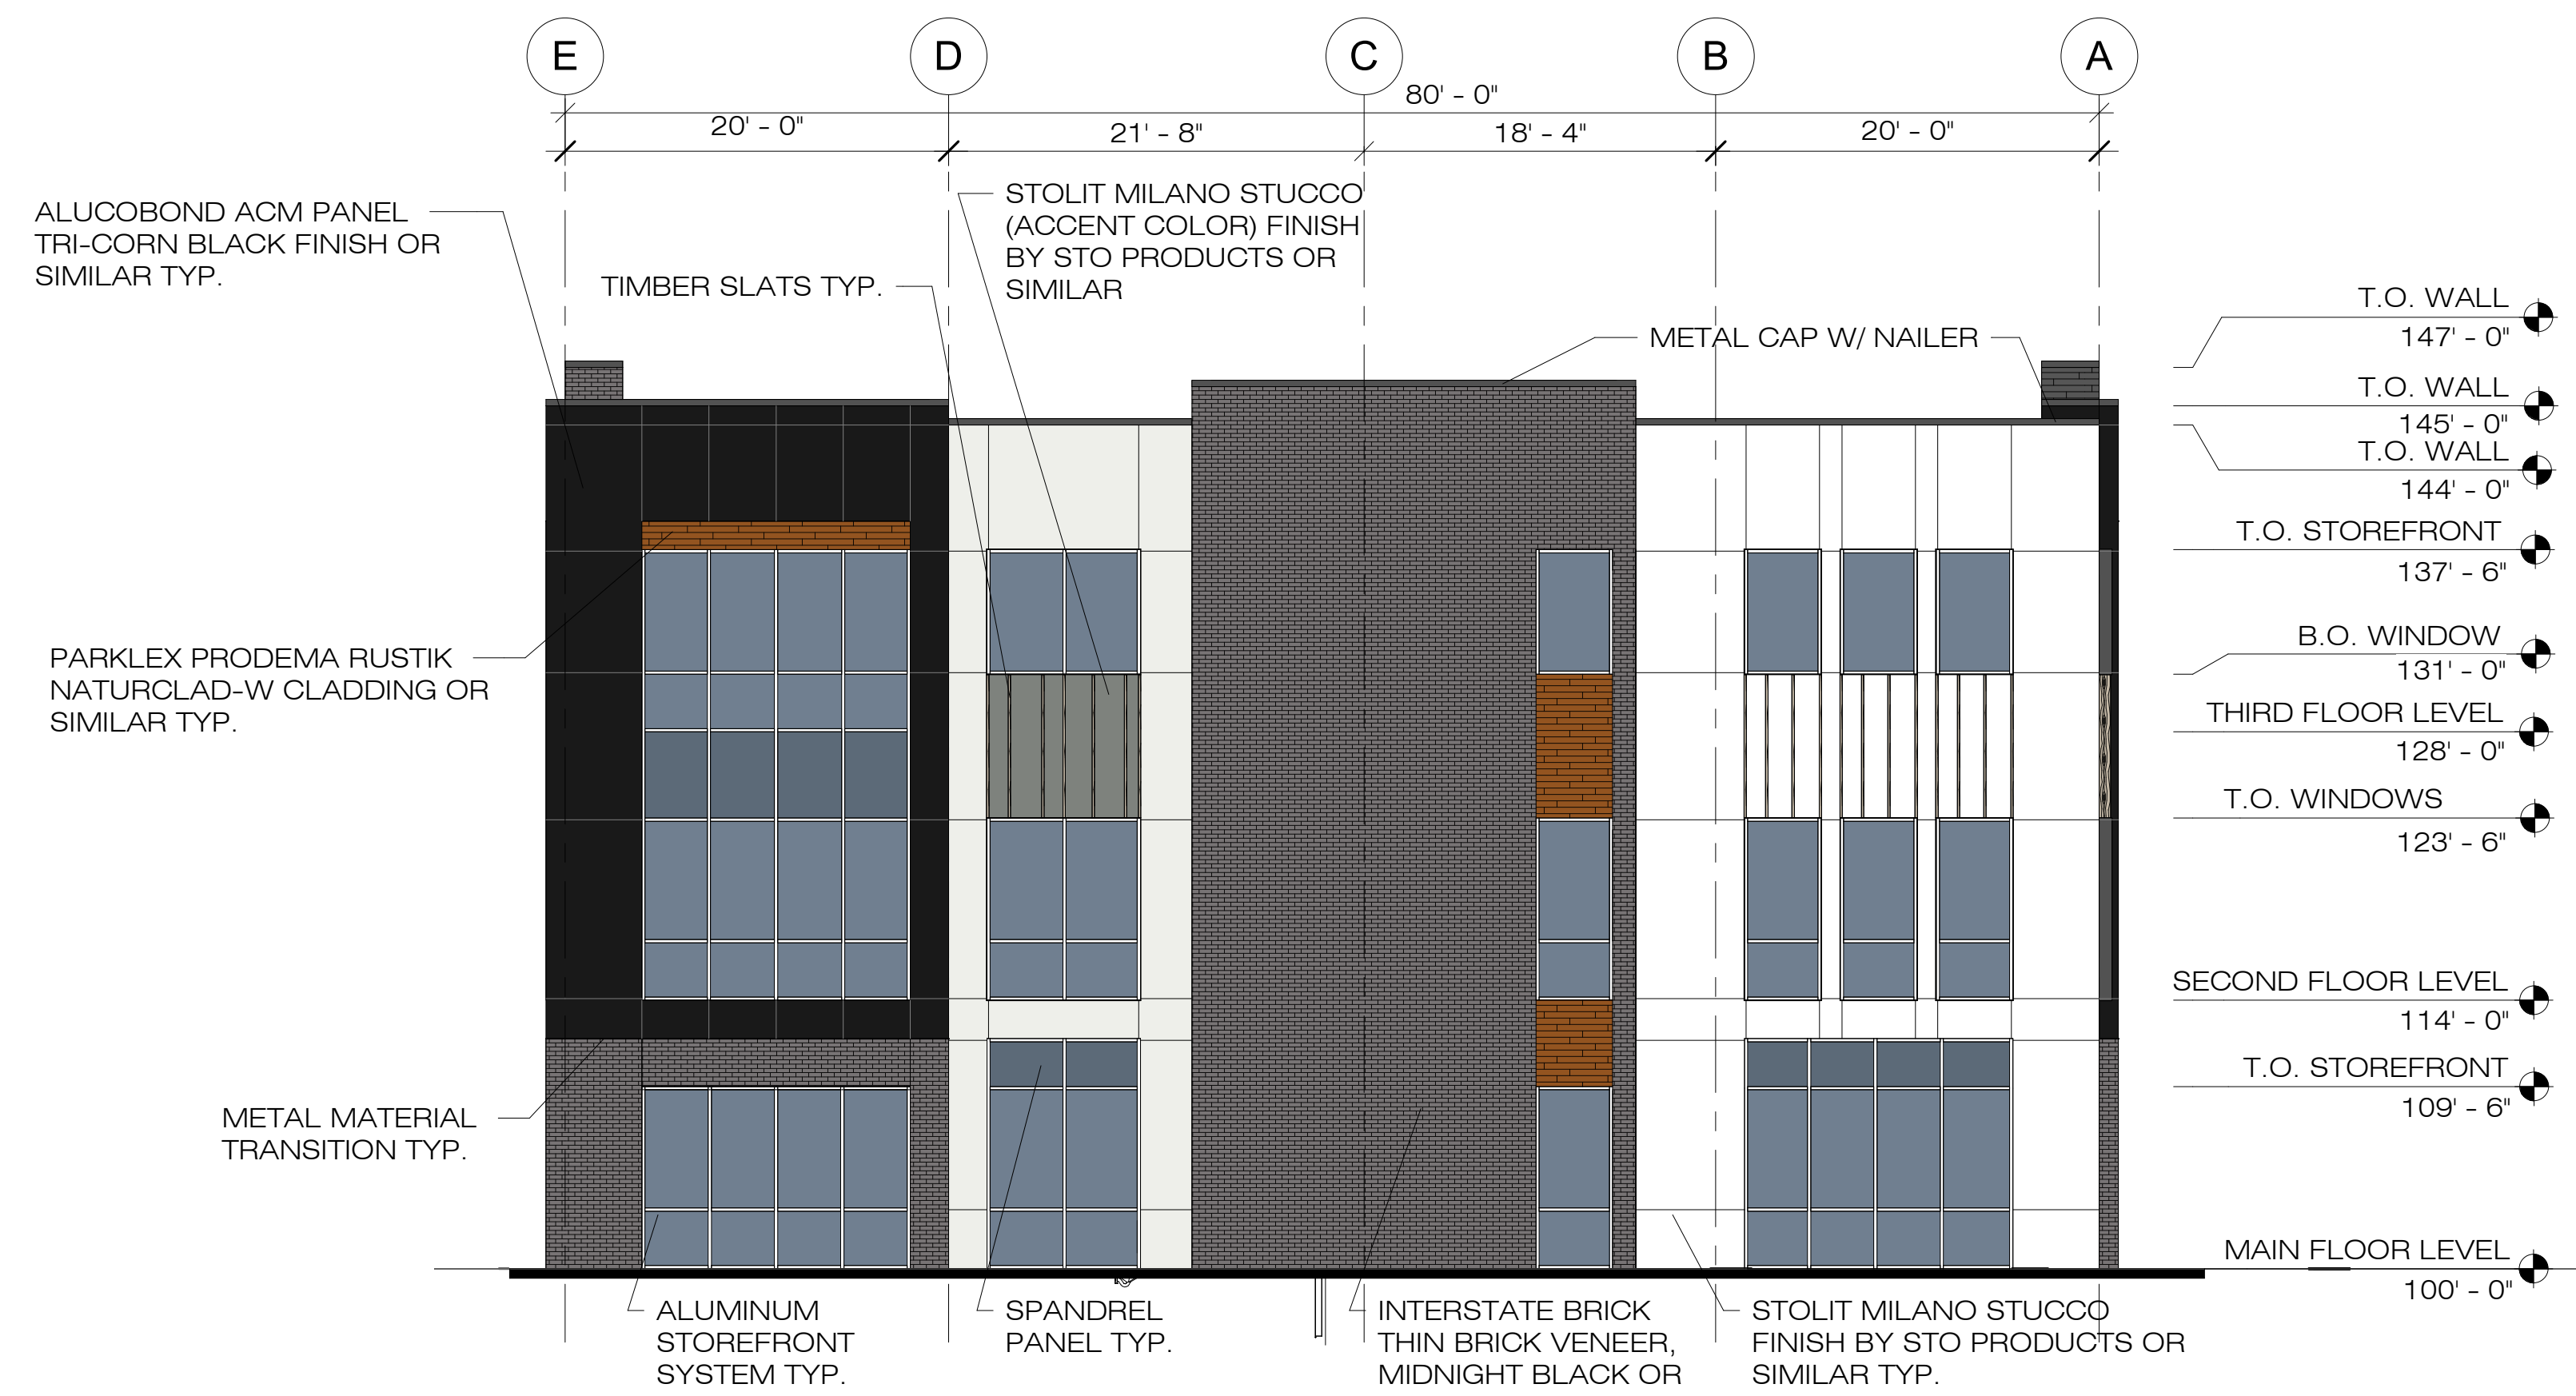 E
D
C
B
A
80' - 0"
20' - 0"
21' - 8"
18' - 4"
20' - 0"
ALUCOBOND ACM PANEL
TRI-CORN BLACK FINISH OR
SIMILAR TYP.
STOLIT MILANO STUCCO
(ACCENT COLOR) FINISH
BY STO PRODUCTS OR
SIMILAR
TIMBER SLATS TYP.
METAL CAP W/ NAILER
T.O. WALL
147' - 0"
T.O. WALL
145' - 0"
T.O. WALL
144' - 0"
T.O. STOREFRONT
137' - 6"
B.O. WINDOW
131' - 0"
PARKLEX PRODEMA RUSTIK
NATURCLAD-W CLADDING OR
SIMILAR TYP.
THIRD FLOOR LEVEL
128' - 0"
T.O. WINDOWS
123' - 6"
SECOND FLOOR LEVEL
114' - 0"
T.O. STOREFRONT
109' - 6"
METAL MATERIAL
TRANSITION TYP.
MAIN FLOOR LEVEL
100' - 0"
ALUMINUM
STOREFRONT
SYSTEM TYP.
SPANDREL
PANEL TYP.
INTERSTATE BRICK
THIN BRICK VENEER,
MIDNIGHT BLACK OR
STOLIT MILANO STUCCO
FINISH BY STO PRODUCTS OR
SIMILAR TYP.